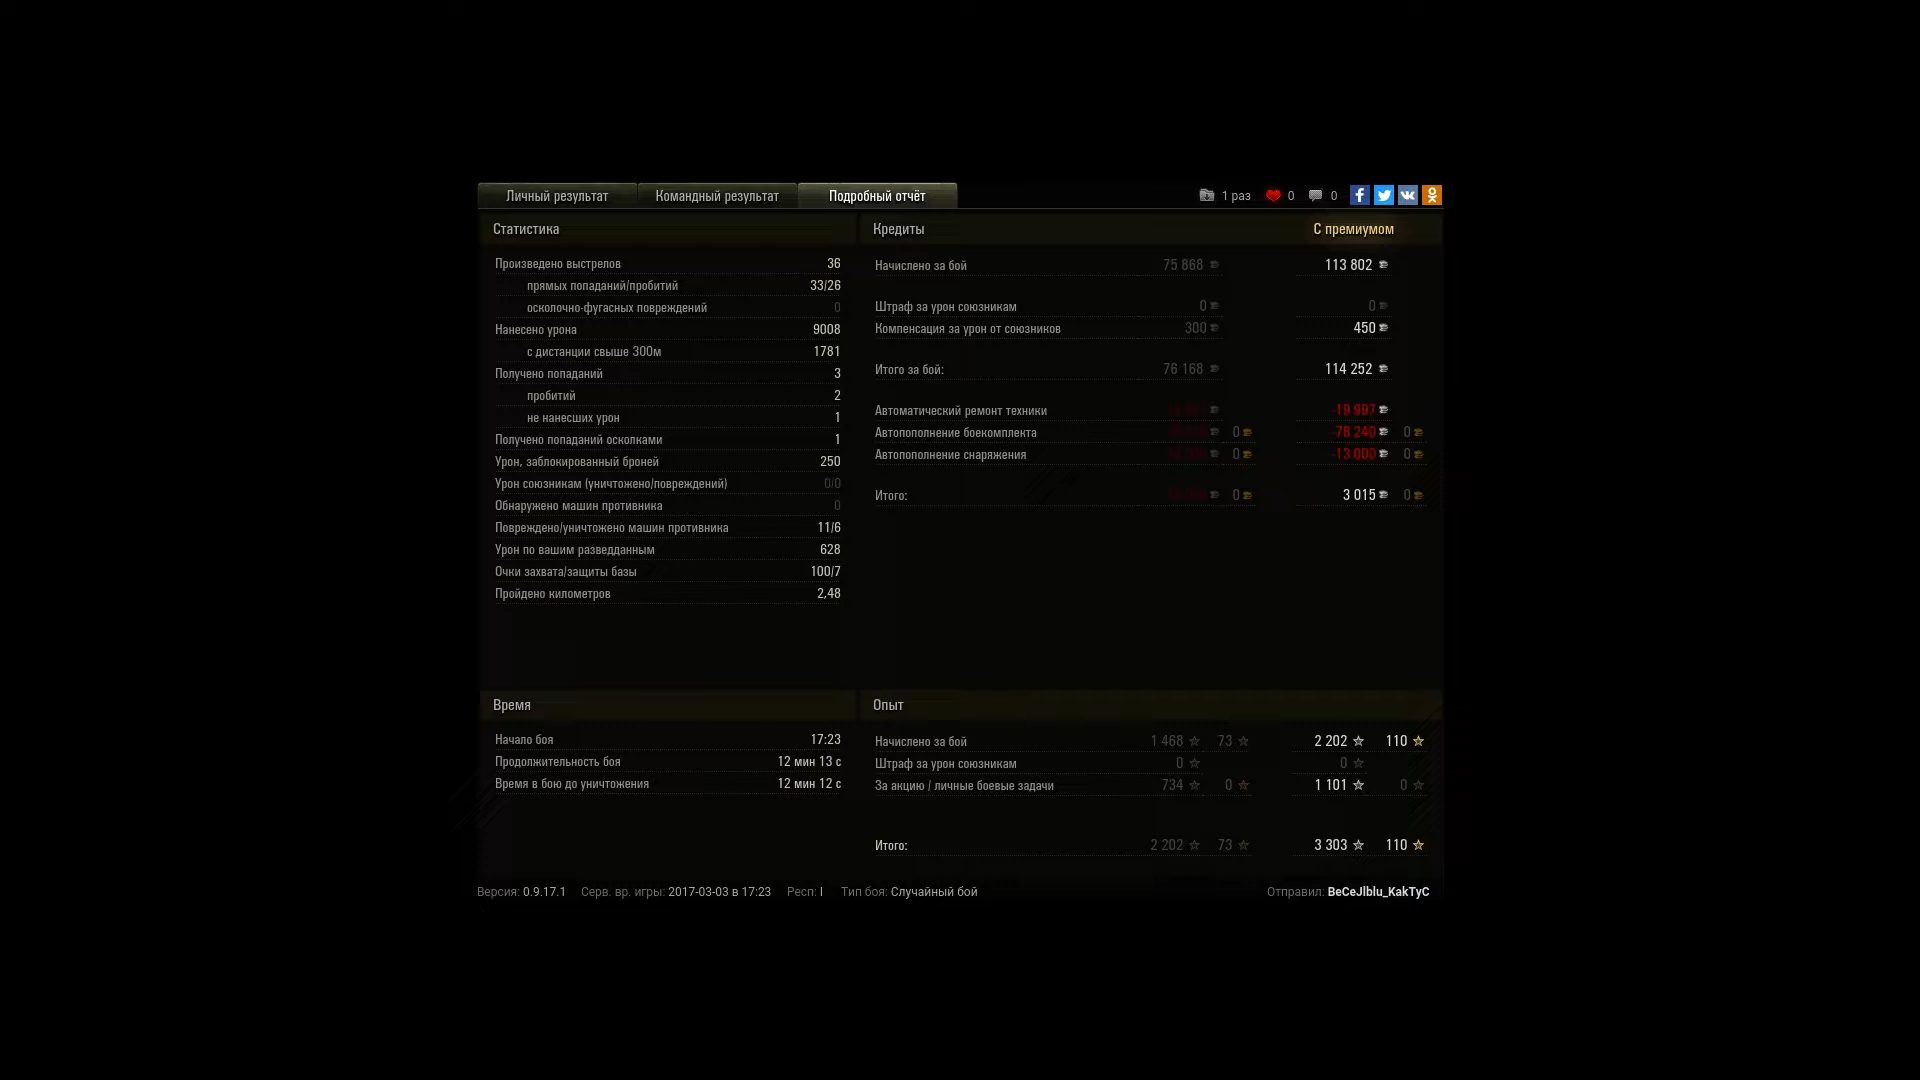 Личный результат Командный результат Подробный отчёт 1 раз 0 0
Статистика
Произведено выстрелов 36
прямых попаданий/пробитий 33/26
осколочно-фугасных повреждений 0
Нанесено урона 9008
с дистанции свыше 300м 1781
Получено попаданий 3
пробитий 2
не нанесших урон 1
Получено попаданий осколками 1
Урон, заблокированный броней 250
Урон союзникам (уничтожено/повреждений) 0/0
Обнаружено машин противника 0
Повреждено/уничтожено машин противника 11/6
Урон по вашим разведданным 628
Очки захвата/защиты базы 100/7
Пройдено километров 2,48
Кредиты С премиумом
Начислено за бой 75 868 113 802
Штраф за урон союзникам 0 0
Компенсация за урон от союзников 300 450
Итого за бой: 76 168 114 252
Автоматический ремонт техники -19 997
Автопополнение боекомплекта 0 -78 240 0
Автопополнение снаряжения 0 -13 000 0
Итого: 0 3 015 0
Время
Начало боя 17:23
Продолжительность боя 12 мин 13 с
Время в бою до уничтожения 12 мин 12 с
Опыт
Начислено за бой 1 468 73 2 202 110
Штраф за урон союзникам 0 0
За акцию / личные боевые задачи 734 0 1 101 0
Итого: 2 202 73 3 303 110
Версия: 0.9.17.1 Серв. вр. игры: 2017-03-03 в 17:23 Респ: I Тип боя: Случайный бой Отправил: BeCeJlblu_KakTyC